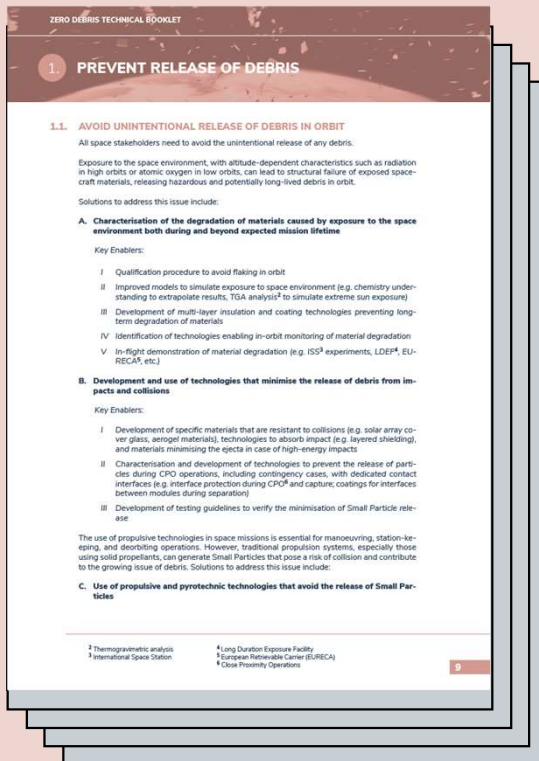 ZERO DEBRIS TECHNICAL BOOKLET
1. PREVENT RELEASE OF DEBRIS
1.1. AVOID UNINTENTIONAL RELEASE OF DEBRIS IN ORBIT
All space stakeholders need to avoid the unintentional release of any debris.
Exposure to the space environment, with altitude-dependent characteristics such as radiation
in high orbits or atomic oxygen in low orbits, can lead to structural failure of exposed space-
craft materials, releasing hazardous and potentially long-lived debris in orbit.
Solutions to address this issue include:
A. Characterisation of the degradation of materials caused by exposure to the space
environment both during and beyond expected mission lifetime
Key Enablers:
I Qualification procedure to avoid flaking in orbit
II Improved models to simulate exposure to space environment (e.g. chemistry under-
standing to extrapolate results, TGA analysis² to simulate extreme sun exposure)
III Development of multi-layer insulation and coating technologies preventing long-
term degradation of materials
IV Identification of technologies enabling in-orbit monitoring of material degradation
V In-flight demonstration of material degradation (e.g. ISS³ experiments, LDEF⁴, EU-
RECA⁵, etc.)
B. Development and use of technologies that minimise the release of debris from im-
pacts and collisions
Key Enablers:
I Development of specific materials that are resistant to collisions (e.g. solar array co-
ver glass, aerogel materials), technologies to absorb impact (e.g. layered shielding),
and materials minimising the ejecta in case of high-energy impacts
II Characterisation and development of technologies to prevent the release of parti-
cles during CPO operations, including contingency cases, with dedicated contact
interfaces (e.g. interface protection during CPO⁶ and capture; coatings for interfaces
between modules during separation)
III Development of testing guidelines to verify the minimisation of Small Particle rele-
ase
The use of propulsive technologies in space missions is essential for manoeuvring, station-ke-
eping, and deorbiting operations. However, traditional propulsion systems, especially those
using solid propellants, can generate Small Particles that pose a risk of collision and contribute
to the growing issue of debris. Solutions to address this issue include:
C. Use of propulsive and pyrotechnic technologies that avoid the release of Small Par-
ticles
² Thermogravimetric analysis
³ International Space Station
⁴ Long Duration Exposure Facility
⁵ European Retrievable Carrier (EURECA)
⁶ Close Proximity Operations
9